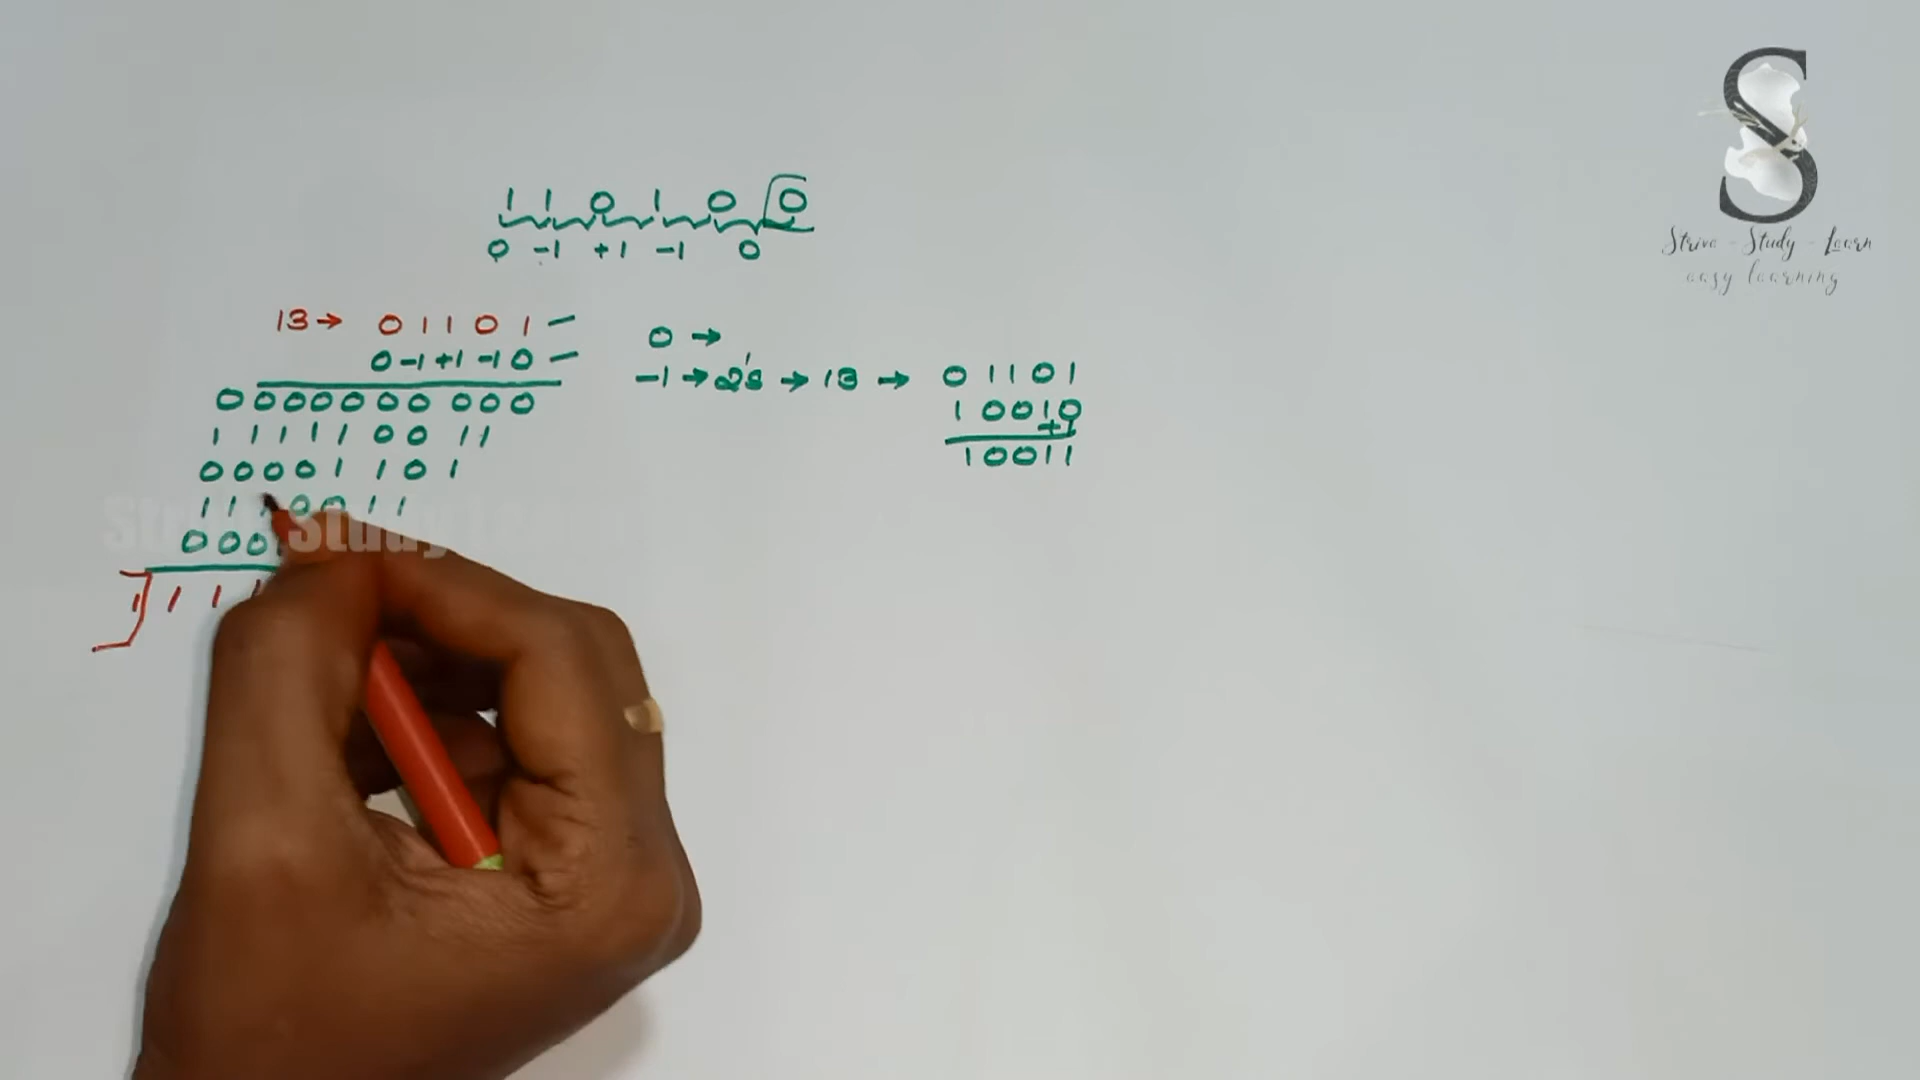 1 1 0 1 0 0
0 -1 +1 -1 0
13 → 0 1 1 0 1 –
0 -1 +1 -1 0 –
0 0 0 0 0 0 0 0 0 0
1 1 1 1 1 0 0 1 1
0 0 0 0 1 1 0 1
1 1 1 0 0 1 1
0 0 0
1 1 1
0 →
-1 → 2's → 13 → 0 1 1 0 1
1 0 0 1 0
+1
1 0 0 1 1
S
Strive - Study - Learn
easy learning